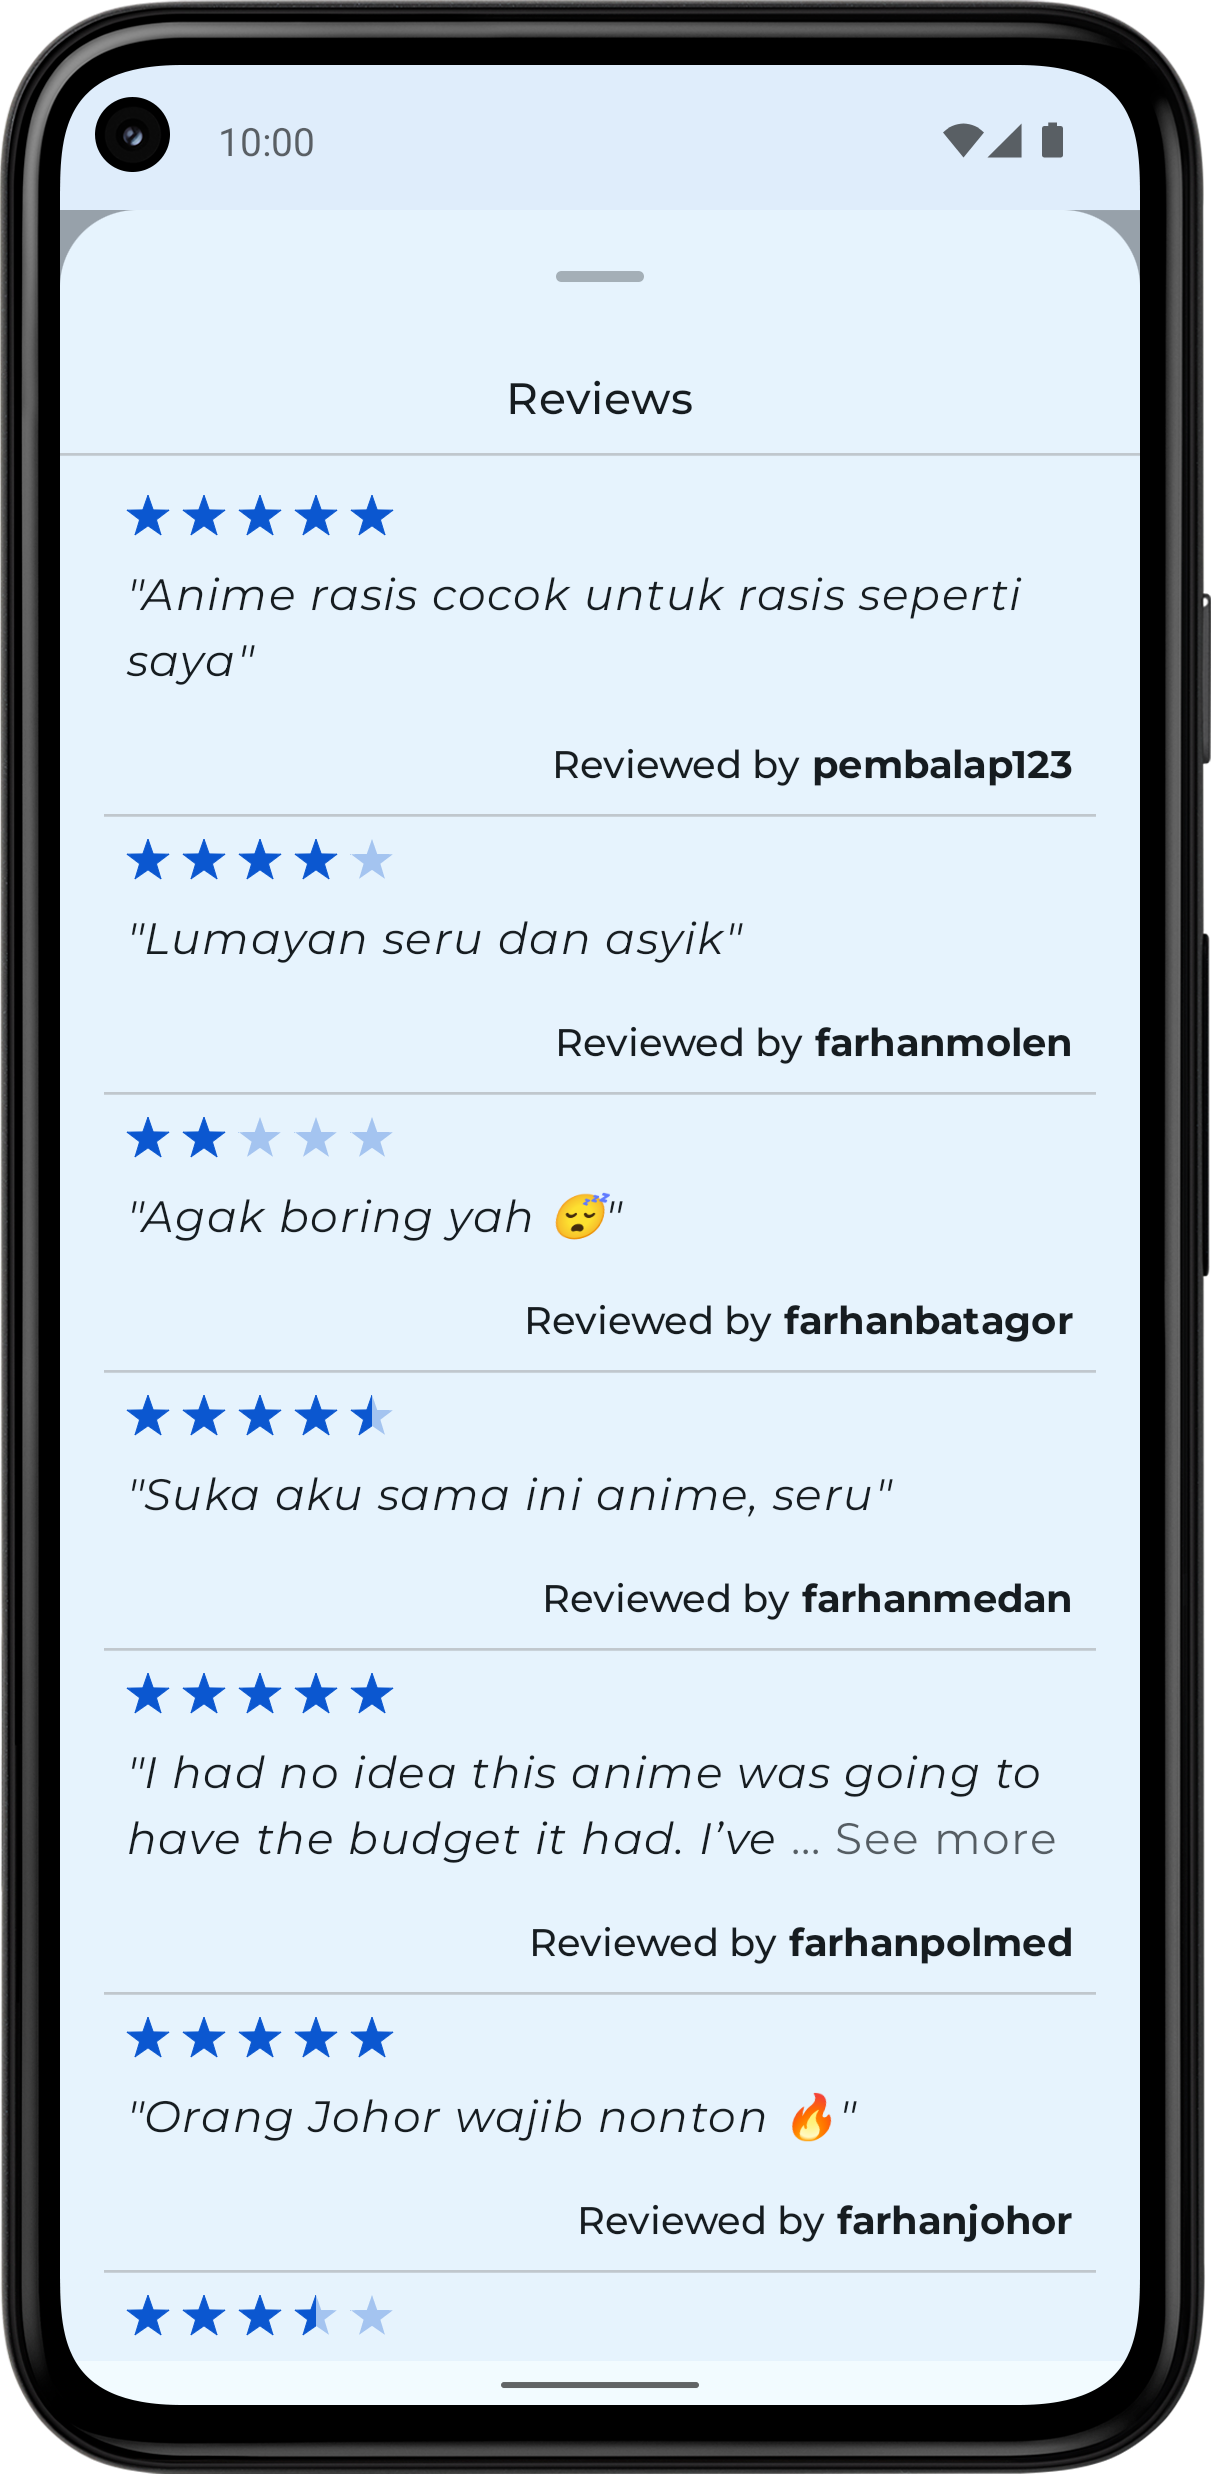 10:00
Reviews
"Anime rasis cocok untuk rasis seperti
saya"
Reviewed by pembalap123
"Lumayan seru dan asyik"
Reviewed by farhanmolen
"Agak boring yah 😴"
Reviewed by farhanbatagor
"Suka aku sama ini anime, seru"
Reviewed by farhanmedan
"I had no idea this anime was going to
have the budget it had. I’ve ... See more
Reviewed by farhanpolmed
"Orang Johor wajib nonton 🔥"
Reviewed by farhanjohor